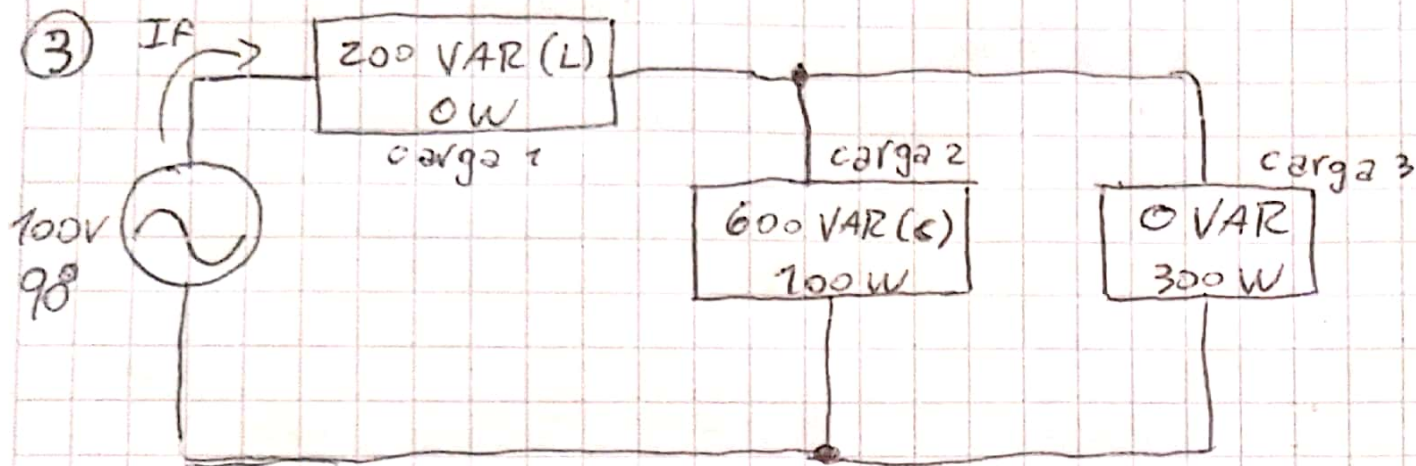 3
IF
200 VAR (L)
0 W
carga 1
100V
90°
carga 2
600 VAR (c)
100 W
carga 3
0 VAR
300 W